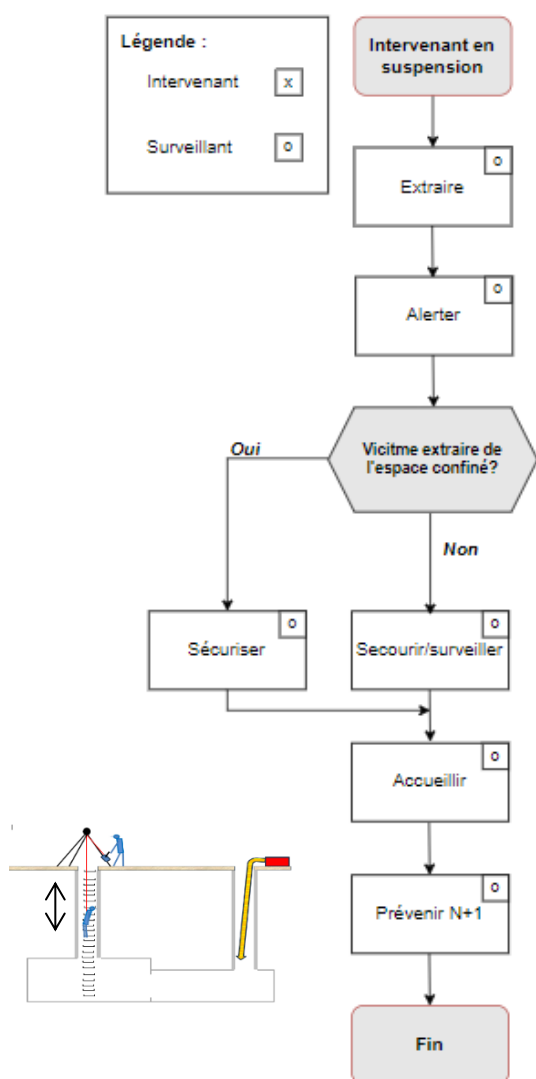 Légende :
Intervenant x
Surveillant o
Intervenant en
suspension
o
Extraire
o
Alerter
Vicitme extraire de
l'espace confiné?
Oui
Non
o
Sécuriser
o
Secourir/surveiller
o
Accueillir
o
Prévenir N+1
Fin